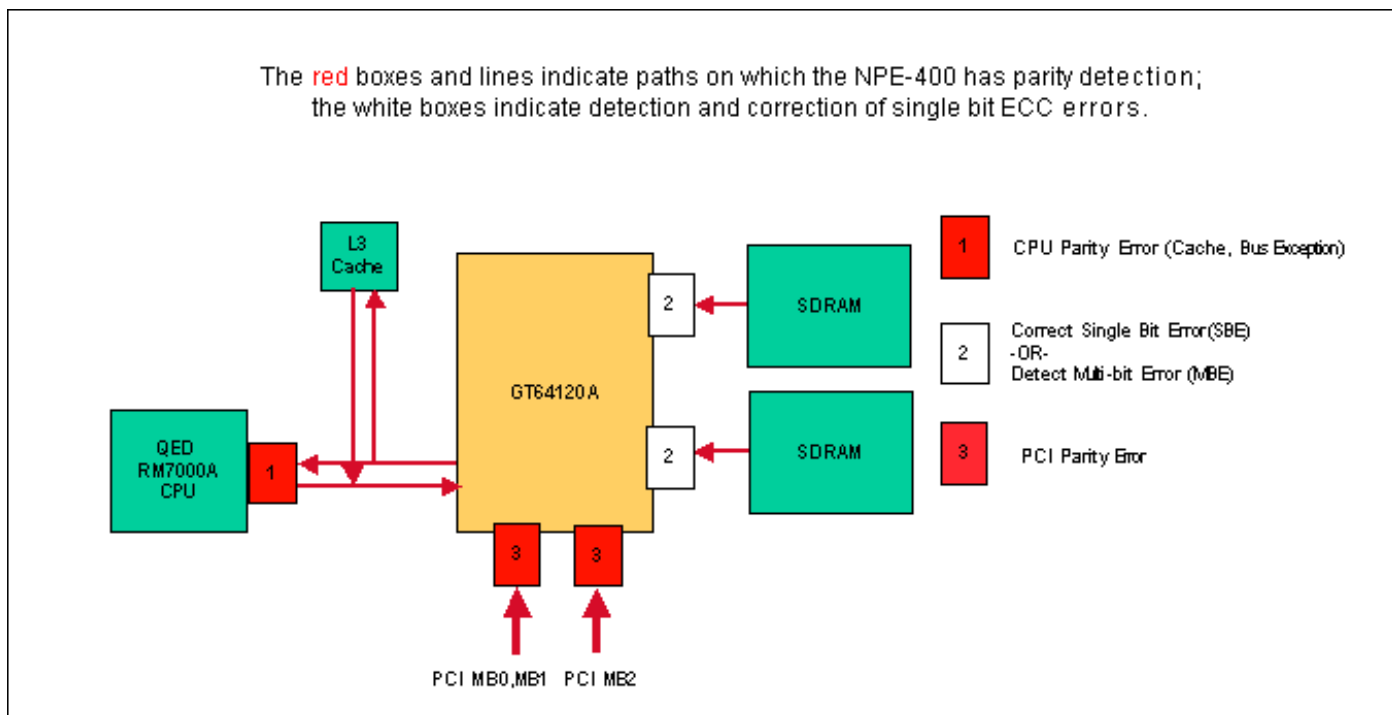 The red boxes and lines indicate paths on which the NPE-400 has parity detection;
the white boxes indicate detection and correction of single bit ECC errors.
L3
Cache
GT64120A
2
SDRAM
2
SDRAM
QED
RM7000A
CPU
1
3
3
PCI MB0,MB1
PCI MB2
1
CPU Parity Error (Cache, Bus Exception)
2
Correct Single Bit Error(SBE)
-OR-
Detect Multi-bit Error (MBE)
3
PCI Parity Error